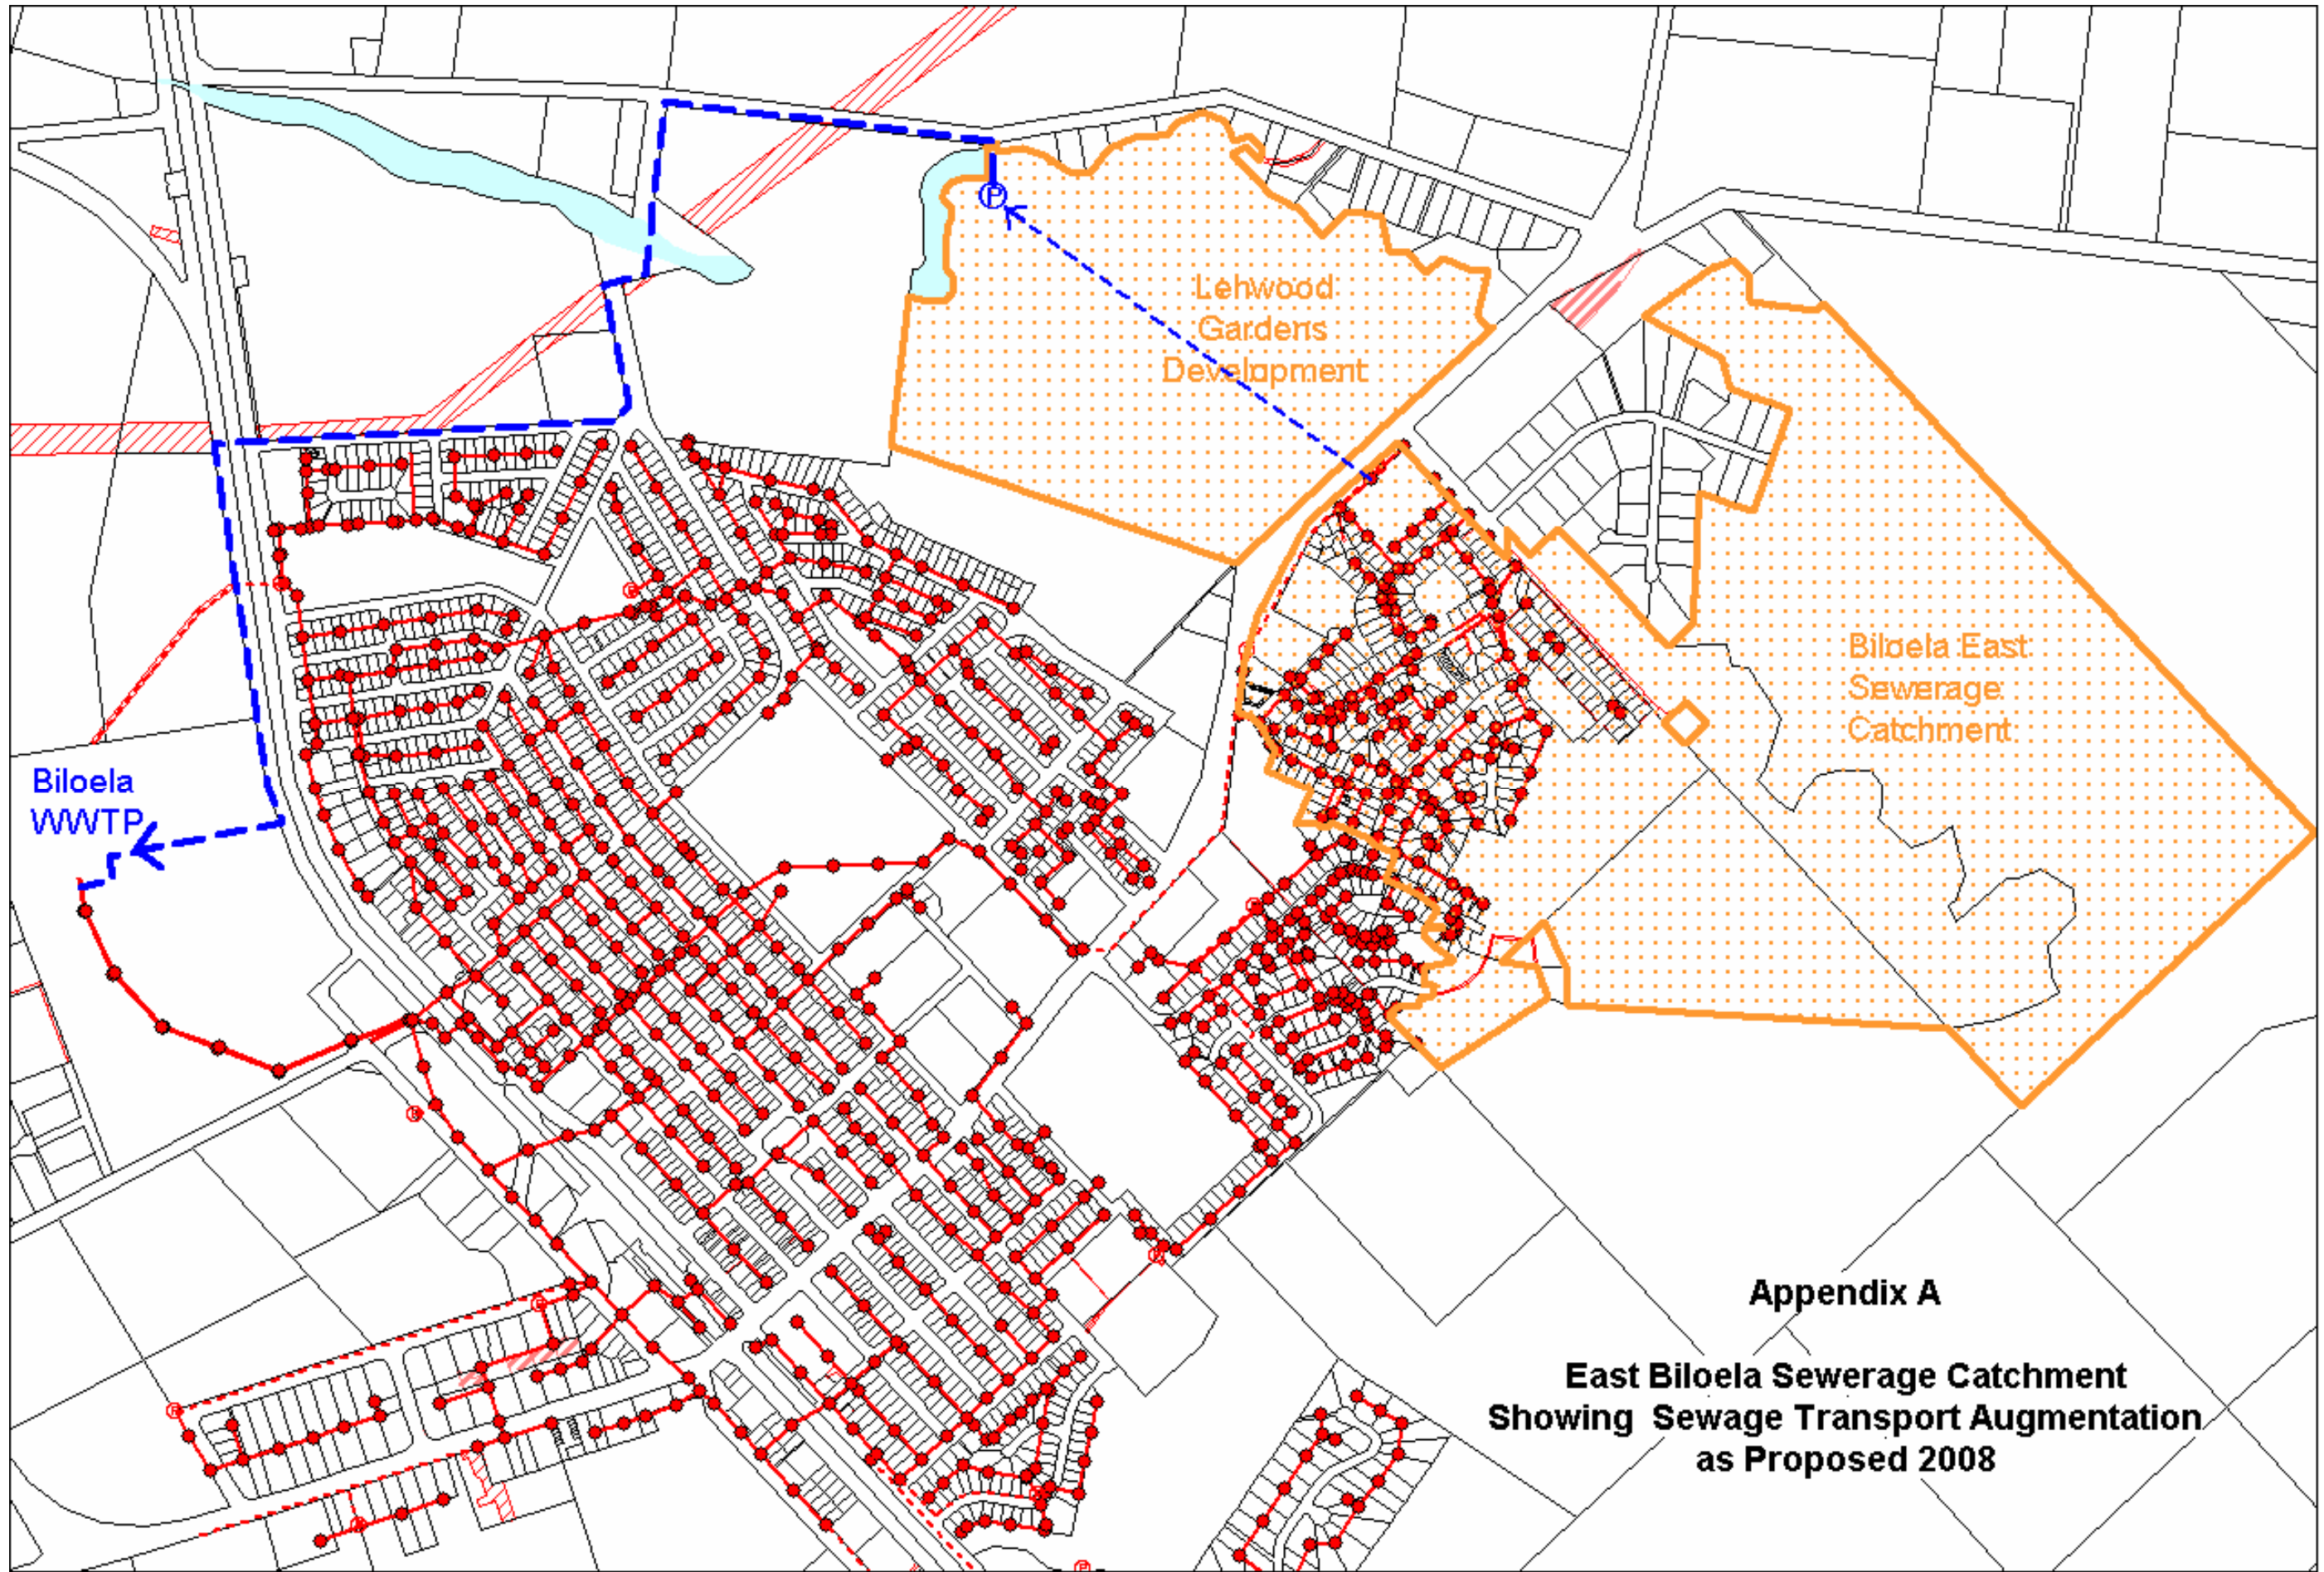 Lehwood
Gardens
Development
Biloela East
Sewerage
Catchment
Biloela
WWTP
P
Appendix A
East Biloela Sewerage Catchment
Showing Sewage Transport Augmentation
as Proposed 2008